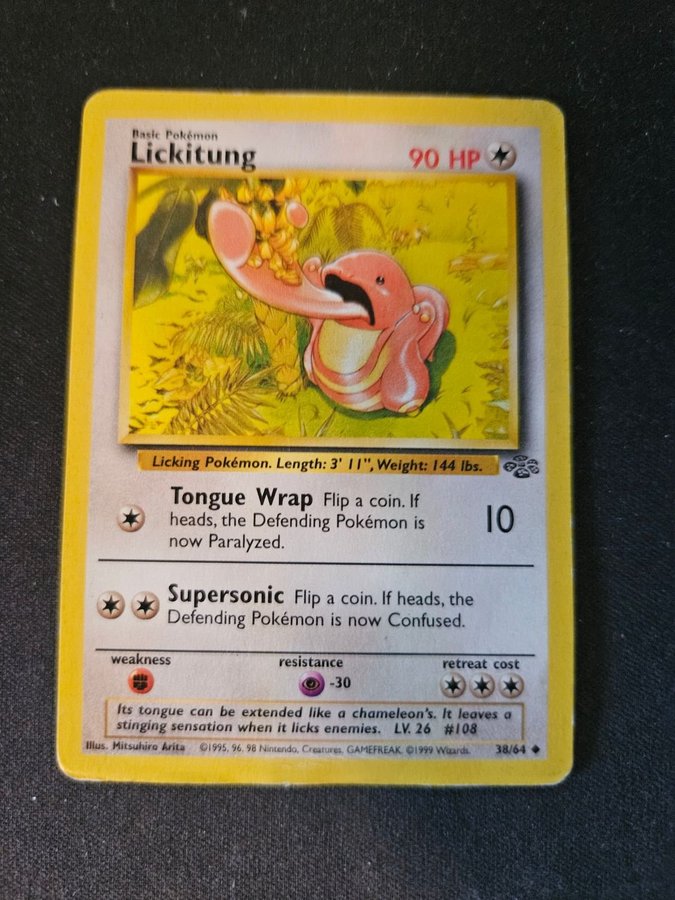 Basic Pokémon
Lickitung 90 HP
Licking Pokémon. Length: 3' 11", Weight: 144 lbs.
Tongue Wrap Flip a coin. If
heads, the Defending Pokémon is
now Paralyzed.
10
Supersonic Flip a coin. If heads, the
Defending Pokémon is now Confused.
weakness resistance retreat cost
-30
Its tongue can be extended like a chameleon's. It leaves a
stinging sensation when it licks enemies. LV. 26 #108
Illus. Mitsuhiro Arita ©1995, 96, 98 Nintendo, Creatures, GAMEFREAK. ©1999 Wizards. 38/64